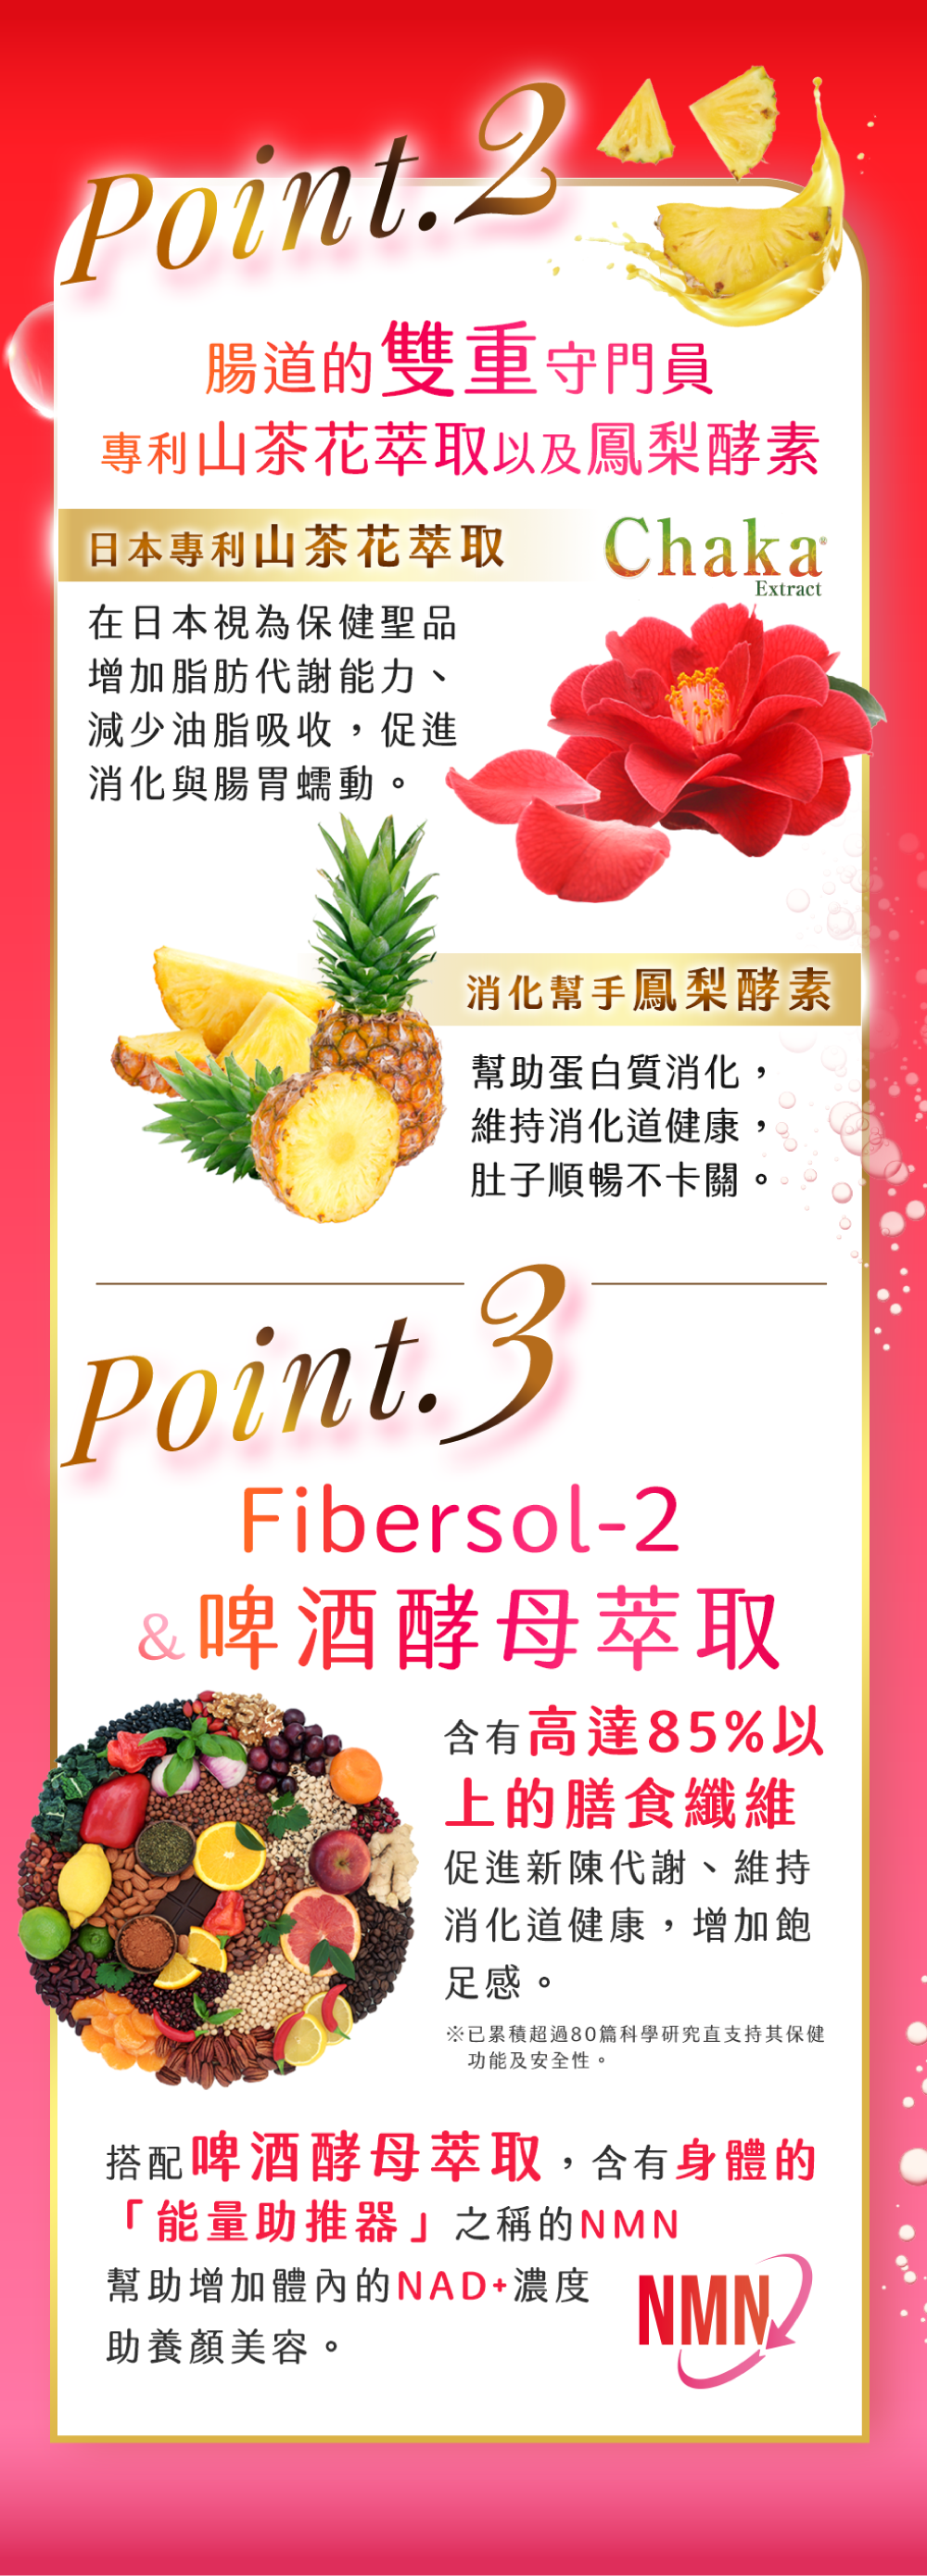 Point.2
腸道的雙重守門員
專利山茶花萃取以及鳳梨酵素
日本專利山茶花萃取
Chaka®
Extract
在日本視為保健聖品
增加脂肪代謝能力、
減少油脂吸收，促進
消化與腸胃蠕動。
消化幫手鳳梨酵素
幫助蛋白質消化，
維持消化道健康，
肚子順暢不卡關。
Point.3
Fibersol-2
&啤酒酵母萃取
含有高達85%以
上的膳食纖維
促進新陳代謝、維持
消化道健康，增加飽
足感。
※已累積超過80篇科學研究直支持其保健
功能及安全性。
搭配啤酒酵母萃取，含有身體的
「能量助推器」之稱的NMN
幫助增加體內的NAD+濃度
助養顏美容。
NMN